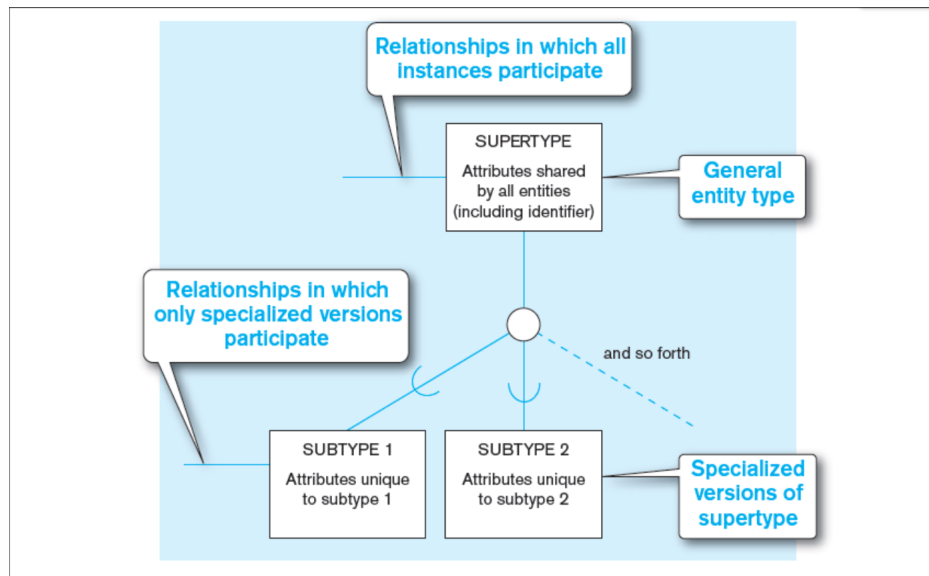 Relationships in which all
instances participate
SUPERTYPE
Attributes shared
by all entities
(including identifier)
General
entity type
Relationships in which
only specialized versions
participate
and so forth
SUBTYPE 1
Attributes unique
to subtype 1
SUBTYPE 2
Attributes unique
to subtype 2
Specialized
versions of
supertype